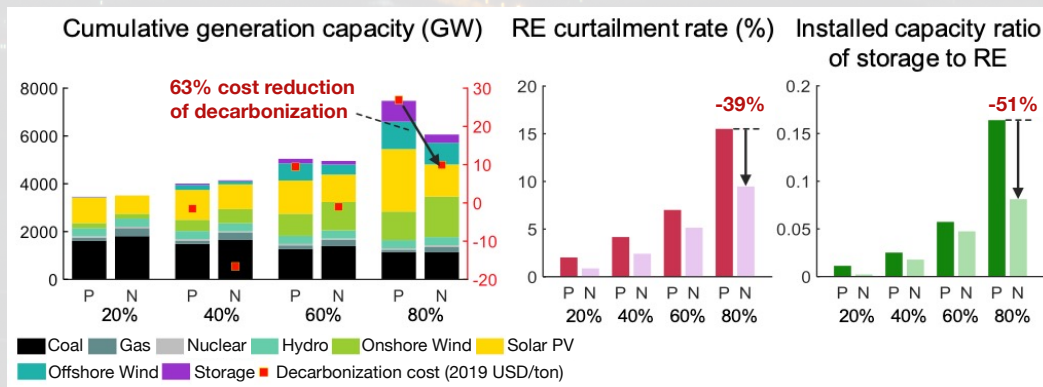 Cumulative generation capacity (GW)
63% cost reduction
of decarbonization
8000
6000
4000
2000
0
30
20
10
0
-10
-20
P N P N P N P N
20% 40% 60% 80%
RE curtailment rate (%)
-39%
20
15
10
5
0
P N P N P N P N
20% 40% 60% 80%
Installed capacity ratio
of storage to RE
-51%
0.2
0.15
0.1
0.05
0
P N P N P N P N
20% 40% 60% 80%
Coal Gas Nuclear Hydro Onshore Wind Solar PV
Offshore Wind Storage Decarbonization cost (2019 USD/ton)